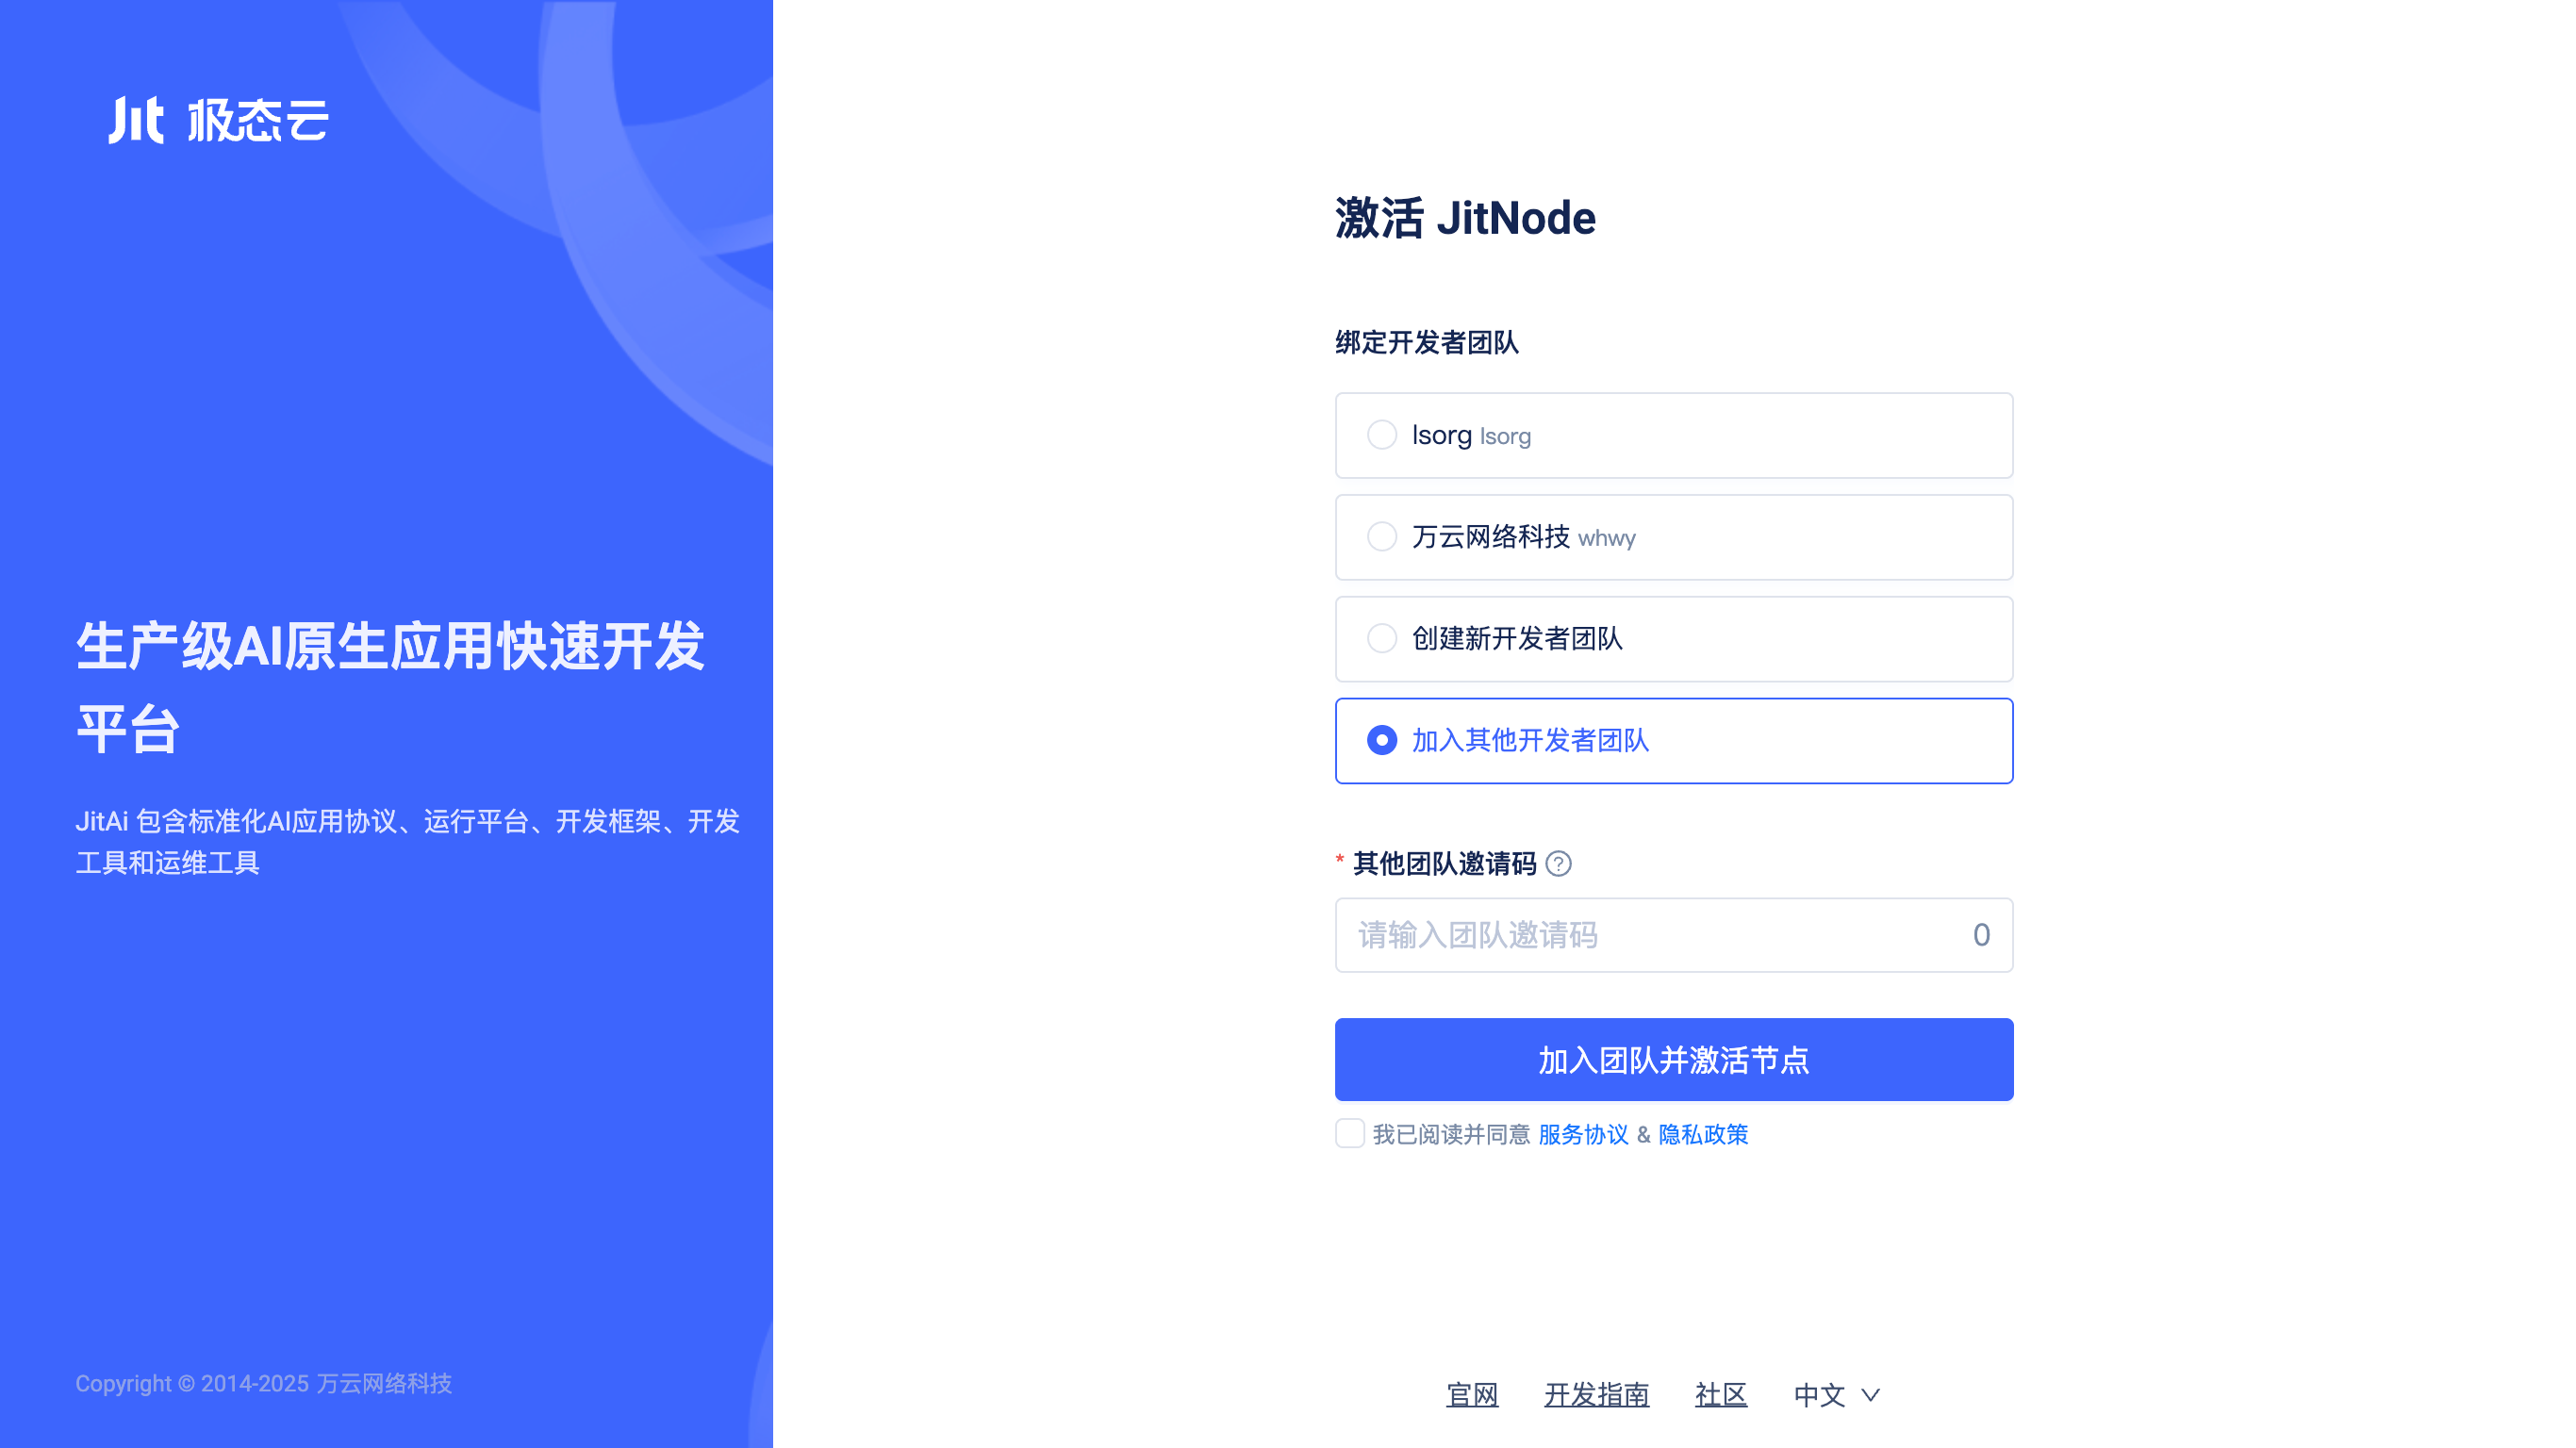 Jit 极态云
生产级AI原生应用快速开发
平台
JitAi 包含标准化AI应用协议、运行平台、开发框架、开发
工具和运维工具
Copyright © 2014-2025 万云网络科技
激活 JitNode
绑定开发者团队
lsorg lsorg
万云网络科技 whwy
创建新开发者团队
加入其他开发者团队
* 其他团队邀请码 ?
请输入团队邀请码 0
加入团队并激活节点
我已阅读并同意 服务协议 & 隐私政策
官网 开发指南 社区 中文